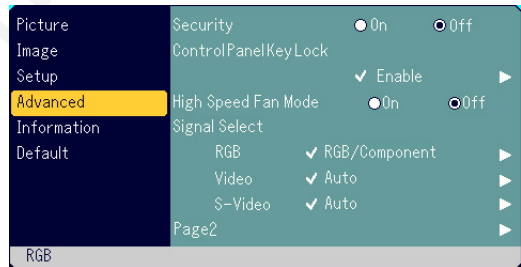 Picture
Image
Setup
Advanced
Information
Default
Security On Off
ControlPanelKeyLock
Enable
High Speed Fan Mode On Off
Signal Select
RGB RGB/Component
Video Auto
S-Video Auto
Page2
RGB